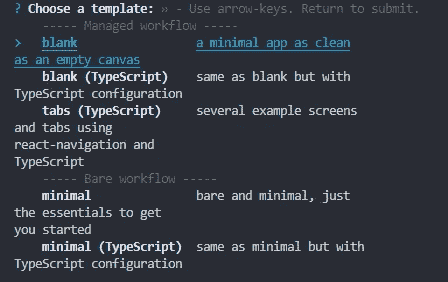 ? Choose a template: » - Use arrow-keys. Return to submit.
----- Managed workflow -----
> blank a minimal app as clean
as an empty canvas
blank (TypeScript) same as blank but with
TypeScript configuration
tabs (TypeScript) several example screens
and tabs using
react-navigation and
TypeScript
----- Bare workflow -----
minimal bare and minimal, just
the essentials to get
you started
minimal (TypeScript) same as minimal but with
TypeScript configuration